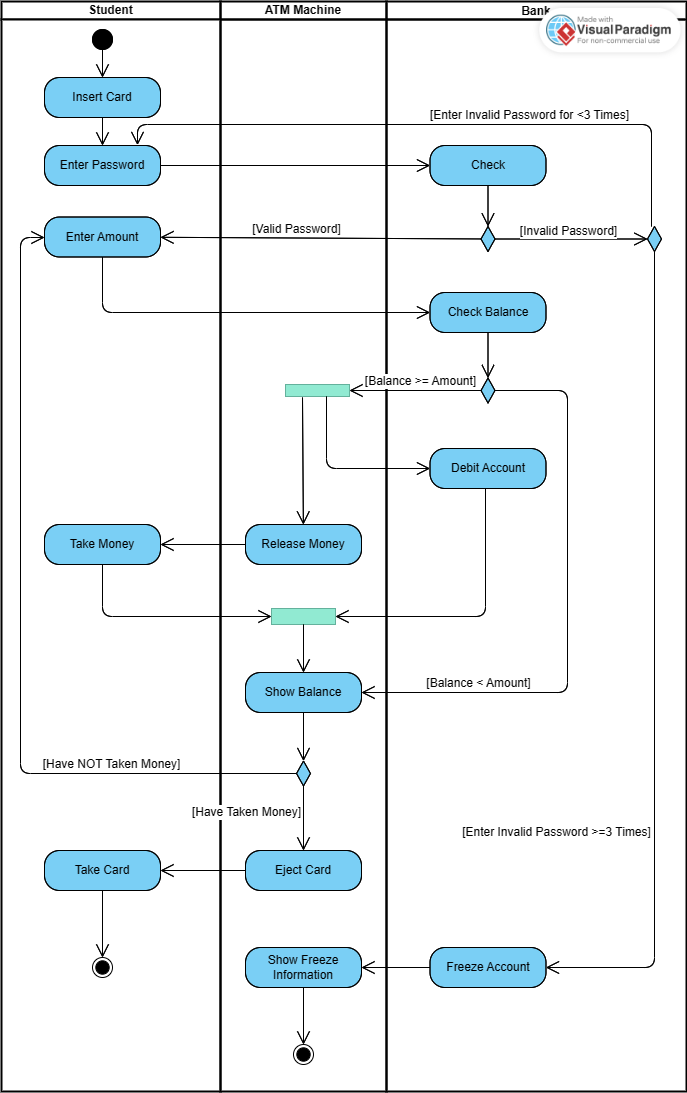 Student
ATM Machine
Bank
Made with
VisualParadigm
For non-commercial use
Insert Card
[Enter Invalid Password for <3 Times]
Enter Password
Check
Enter Amount
[Valid Password]
[Invalid Password]
Check Balance
[Balance >= Amount]
Debit Account
Take Money
Release Money
Show Balance
[Balance < Amount]
[Have NOT Taken Money]
[Have Taken Money]
[Enter Invalid Password >=3 Times]
Take Card
Eject Card
Show Freeze
Information
Freeze Account